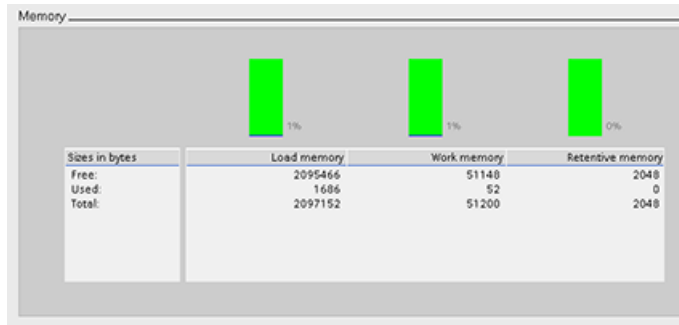 Memory
1% 1% 0%
Sizes in bytes Load memory Work memory Retentive memory
Free: 2095466 51148 2048
Used: 1686 52 0
Total: 2097152 51200 2048